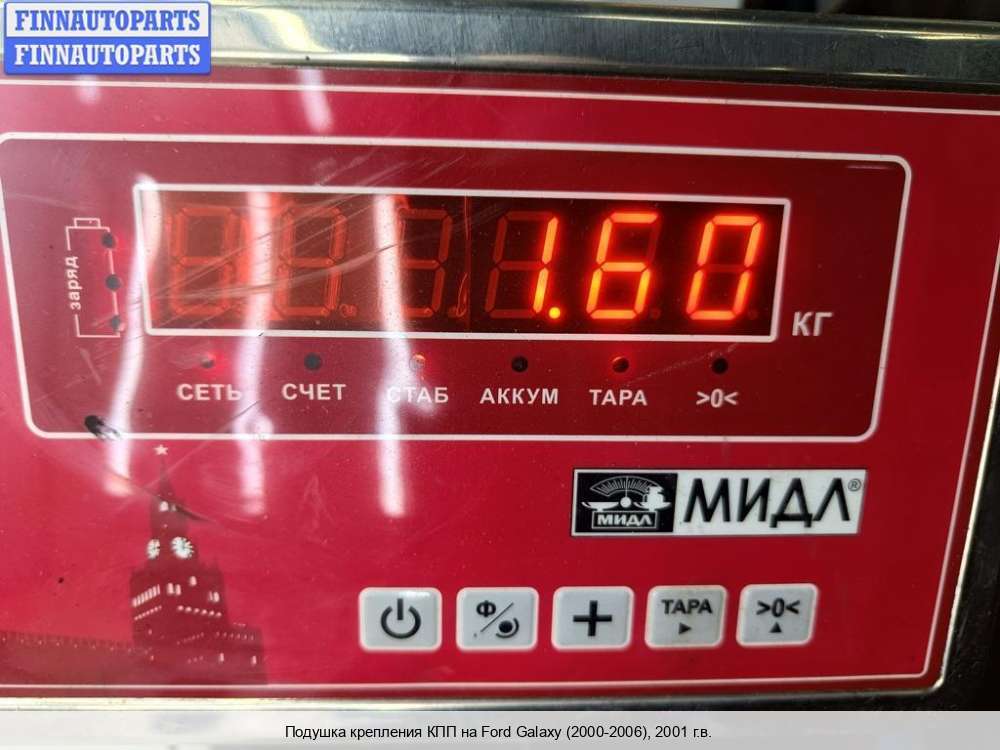 FINNAUTOPARTS
FINNAUTOPARTS
заряд
1.60
КГ
СЕТЬ СЧЕТ СТАБ АККУМ ТАРА >0<
МИДЛ МИДЛ®
Ф ТАРА >0<
Подушка крепления КПП на Ford Galaxy (2000-2006), 2001 г.в.